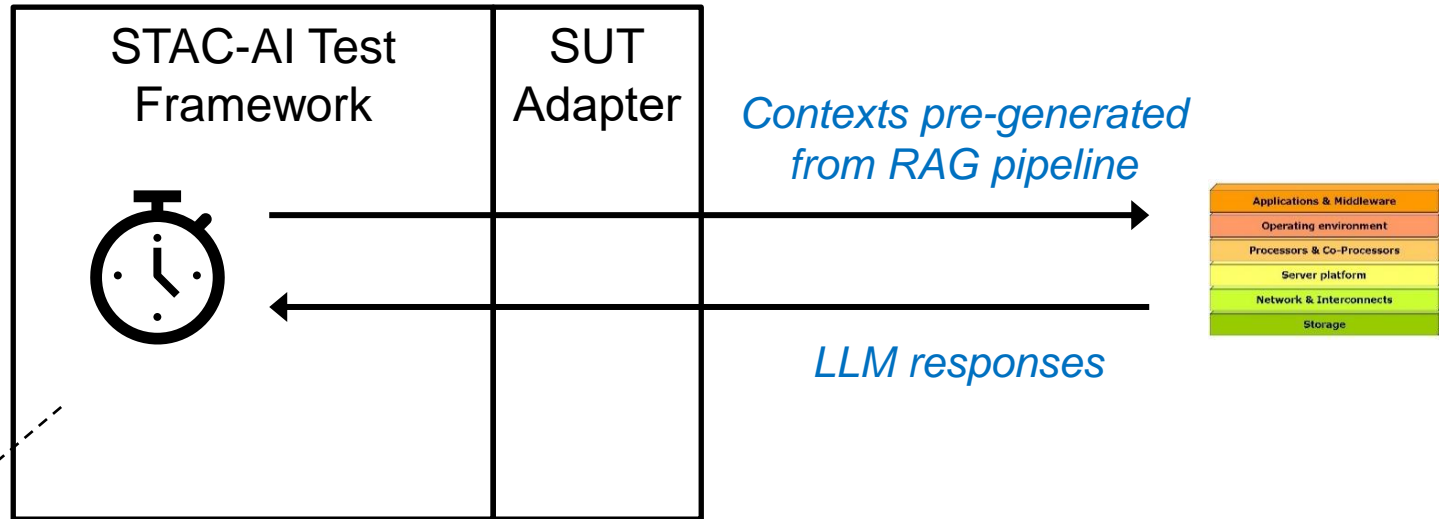 STAC-AI Test
Framework
SUT
Adapter
Contexts pre-generated
from RAG pipeline
Applications & Middleware
Operating environment
Processors & Co-Processors
Server platform
Network & Interconnects
Storage
LLM responses